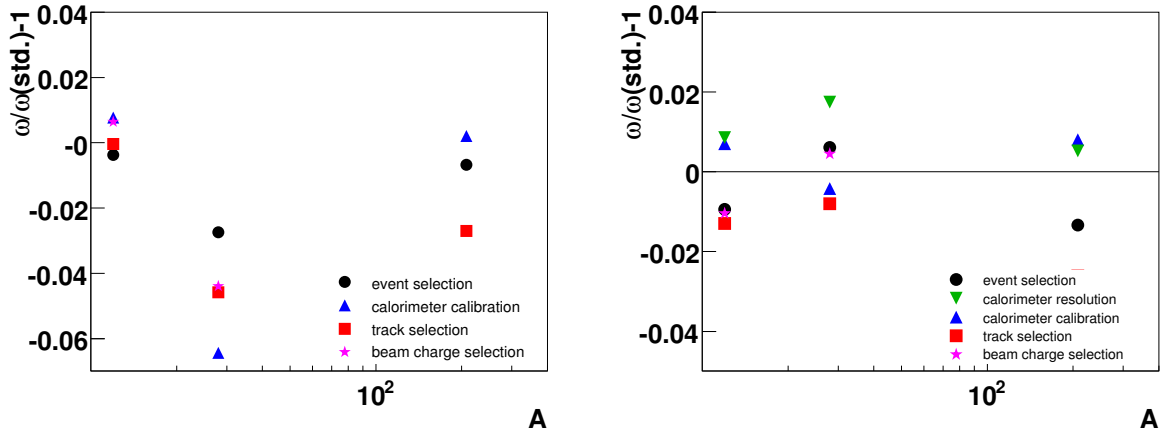 ω/ω(std.)-1
0.04
0.02
-0
-0.02
-0.04
-0.06
event selection
calorimeter calibration
track selection
beam charge selection
10²
A
ω/ω(std.)-1
0.04
0.02
0
-0.02
-0.04
event selection
calorimeter resolution
calorimeter calibration
track selection
beam charge selection
10²
A